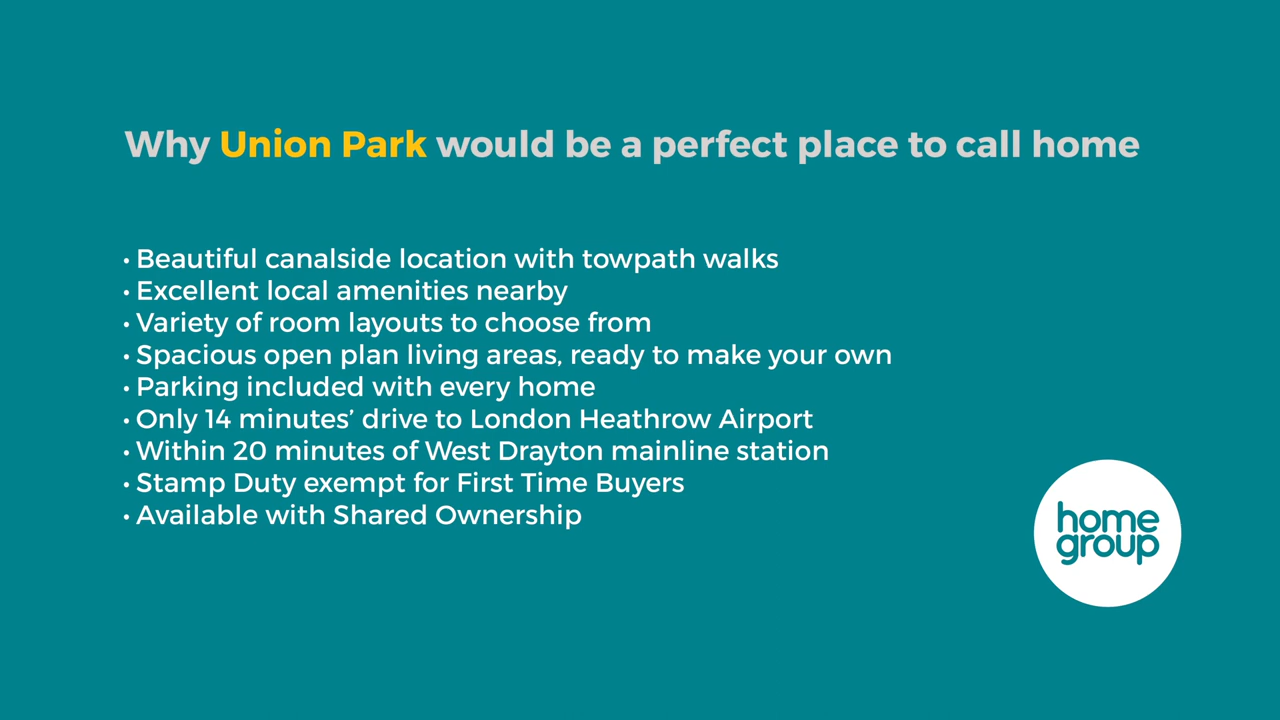 Why Union Park would be a perfect place to call home
• Beautiful canalside location with towpath walks
• Excellent local amenities nearby
• Variety of room layouts to choose from
• Spacious open plan living areas, ready to make your own
• Parking included with every home
• Only 14 minutes’ drive to London Heathrow Airport
• Within 20 minutes of West Drayton mainline station
• Stamp Duty exempt for First Time Buyers
• Available with Shared Ownership
home
group